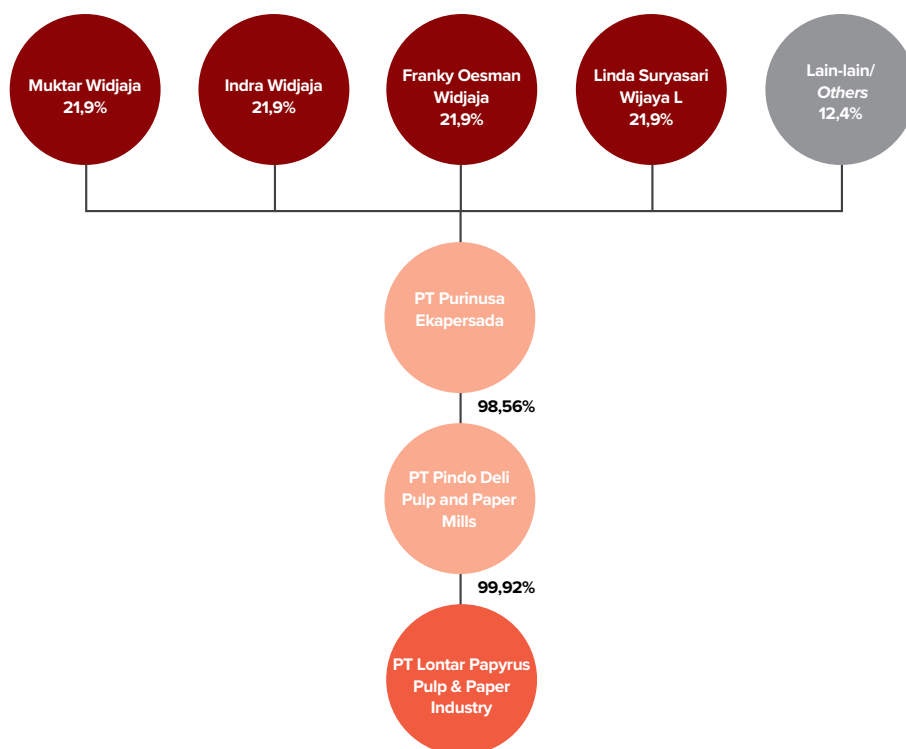 Muktar Widjaja
21,9%
Indra Widjaja
21,9%
Franky Oesman
Widjaja
21,9%
Linda Suryasari
Wijaya L
21,9%
Lain-lain/
Others
12,4%
PT Purinusa
Ekapersada
98,56%
PT Pindo Deli
Pulp and Paper
Mills
99,92%
PT Lontar Papyrus
Pulp & Paper
Industry